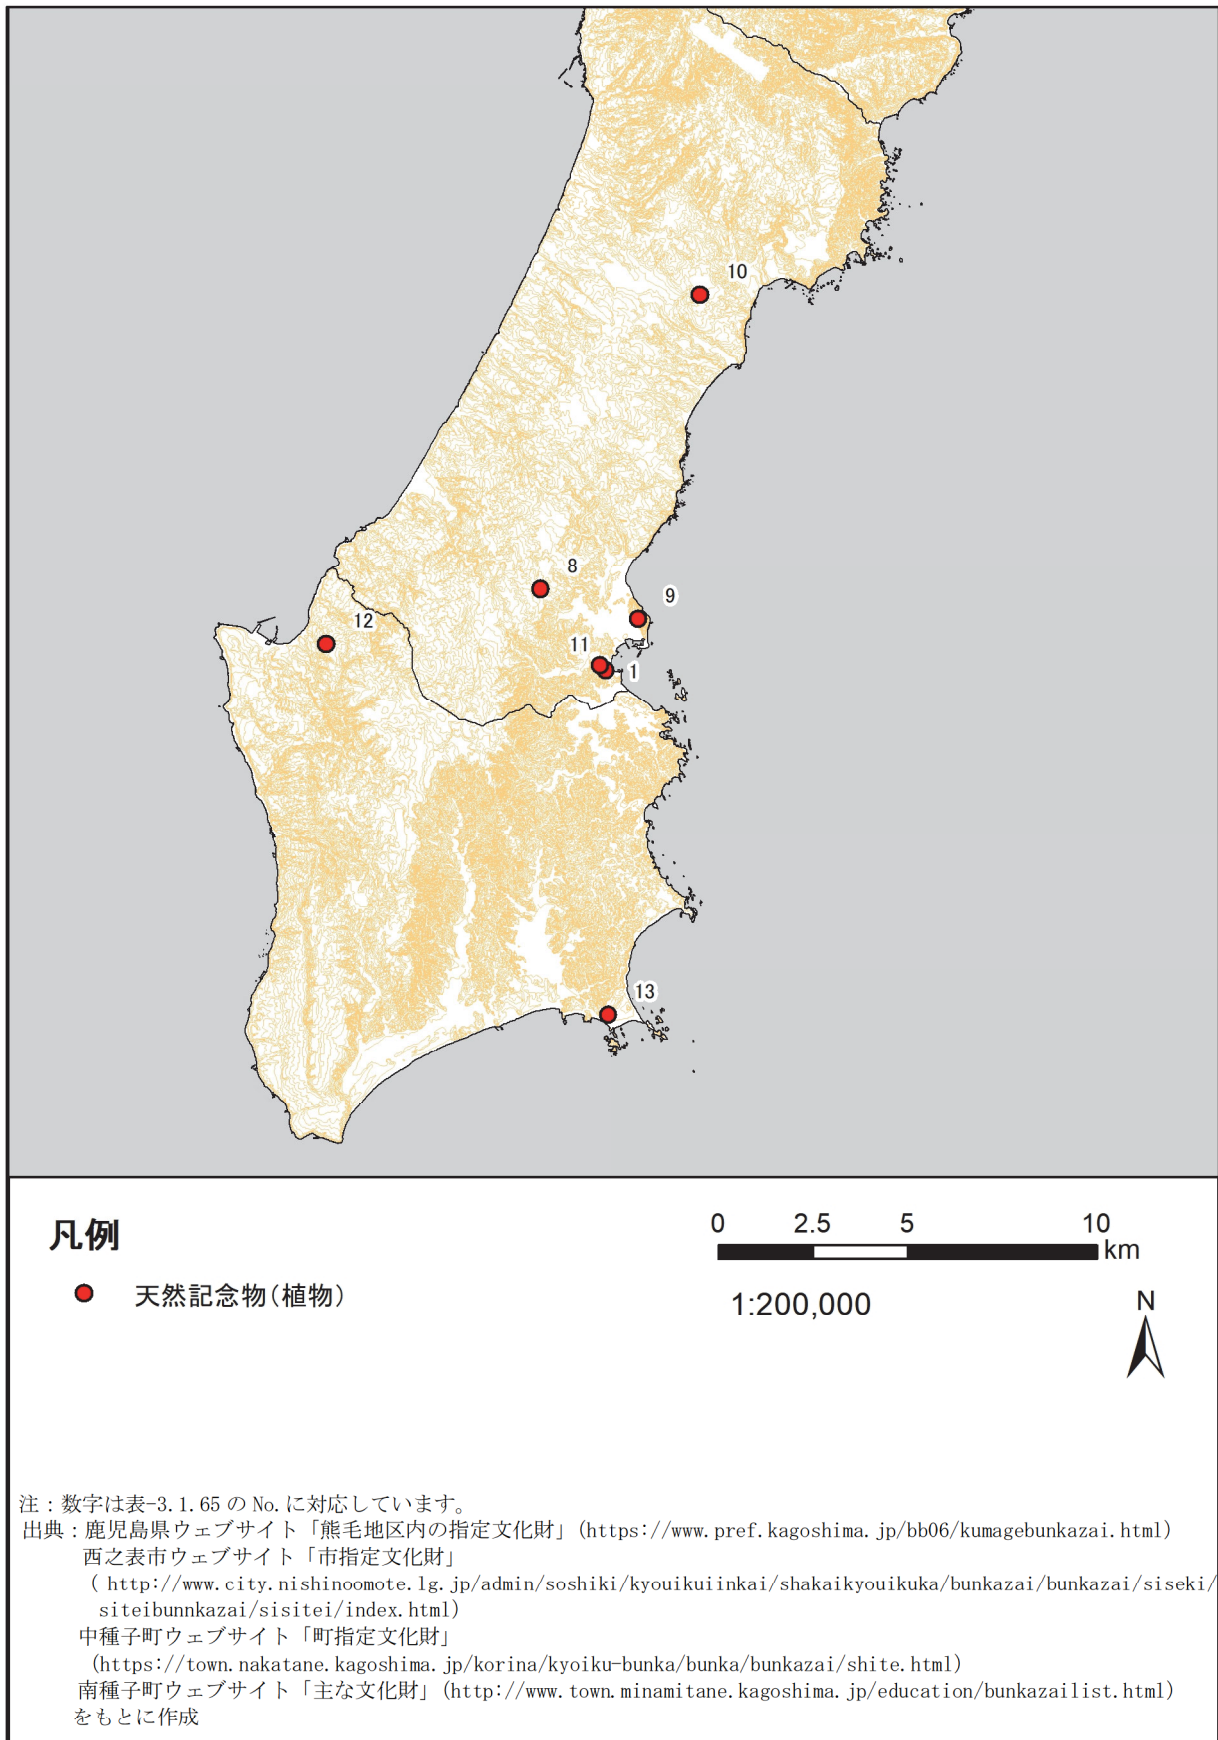 10
8
9
12
11
1
13
凡例
天然記念物(植物)
0 2.5 5 10
km
1:200,000
N
注：数字は表-3.1.65 の No.に対応しています。
出典：鹿児島県ウェブサイト「熊毛地区内の指定文化財」(https://www.pref.kagoshima.jp/bb06/kumagebunkazai.html)
西之表市ウェブサイト「市指定文化財」
( http://www.city.nishinoomote.lg.jp/admin/soshiki/kyouikuiinkai/shakaikyouikuka/bunkazai/bunkazai/siseki/
siteibunnkazai/sisitei/index.html)
中種子町ウェブサイト「町指定文化財」
(https://town.nakatane.kagoshima.jp/korina/kyoiku-bunka/bunka/bunkazai/shite.html)
南種子町ウェブサイト「主な文化財」(http://www.town.minamitane.kagoshima.jp/education/bunkazailist.html)
をもとに作成